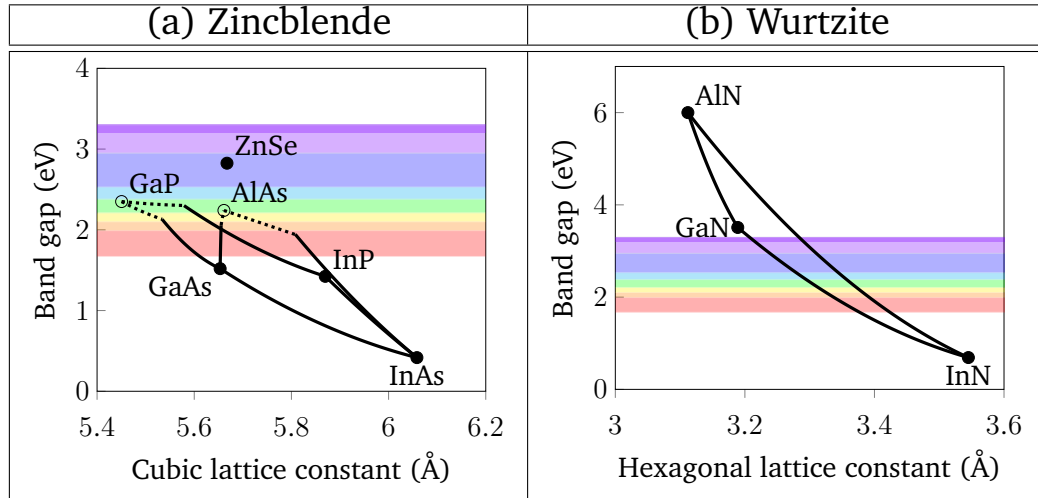 (a) Zincblende
(b) Wurtzite
4
3
2
1
0
Band gap (eV)
ZnSe
GaP
AlAs
GaAs
InP
InAs
5.4
5.6
5.8
6
6.2
Cubic lattice constant (Å)
6
4
2
0
Band gap (eV)
AlN
GaN
InN
3
3.2
3.4
3.6
Hexagonal lattice constant (Å)